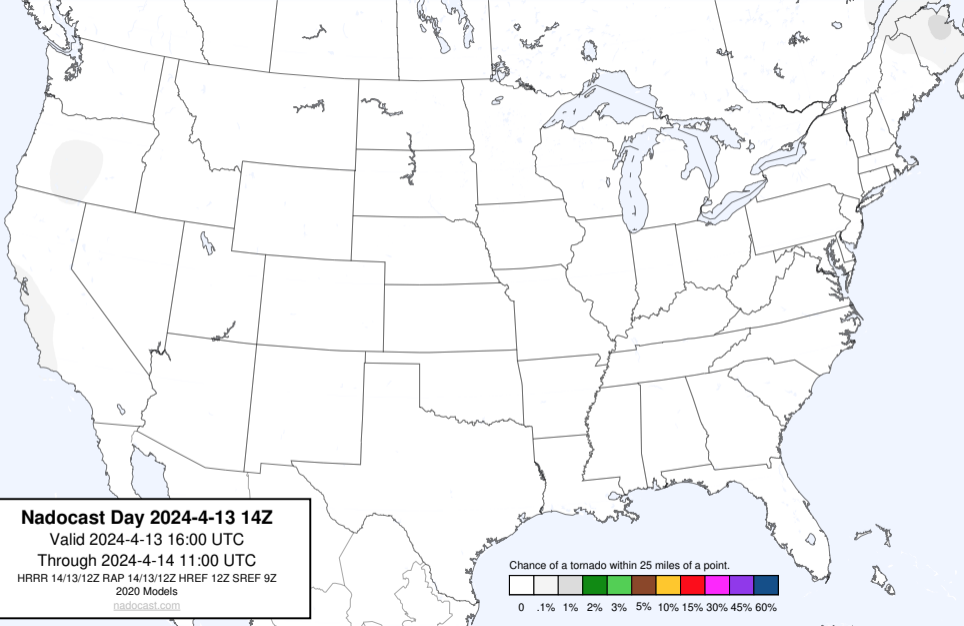 Nadocast Day 2024-4-13 14Z
Valid 2024-4-13 16:00 UTC
Through 2024-4-14 11:00 UTC
HRRR 14/13/12Z RAP 14/13/12Z HREF 12Z SREF 9Z
2020 Models
nadocast.com
Chance of a tornado within 25 miles of a point.
0 .1% 1% 2% 3% 5% 10% 15% 30% 45% 60%